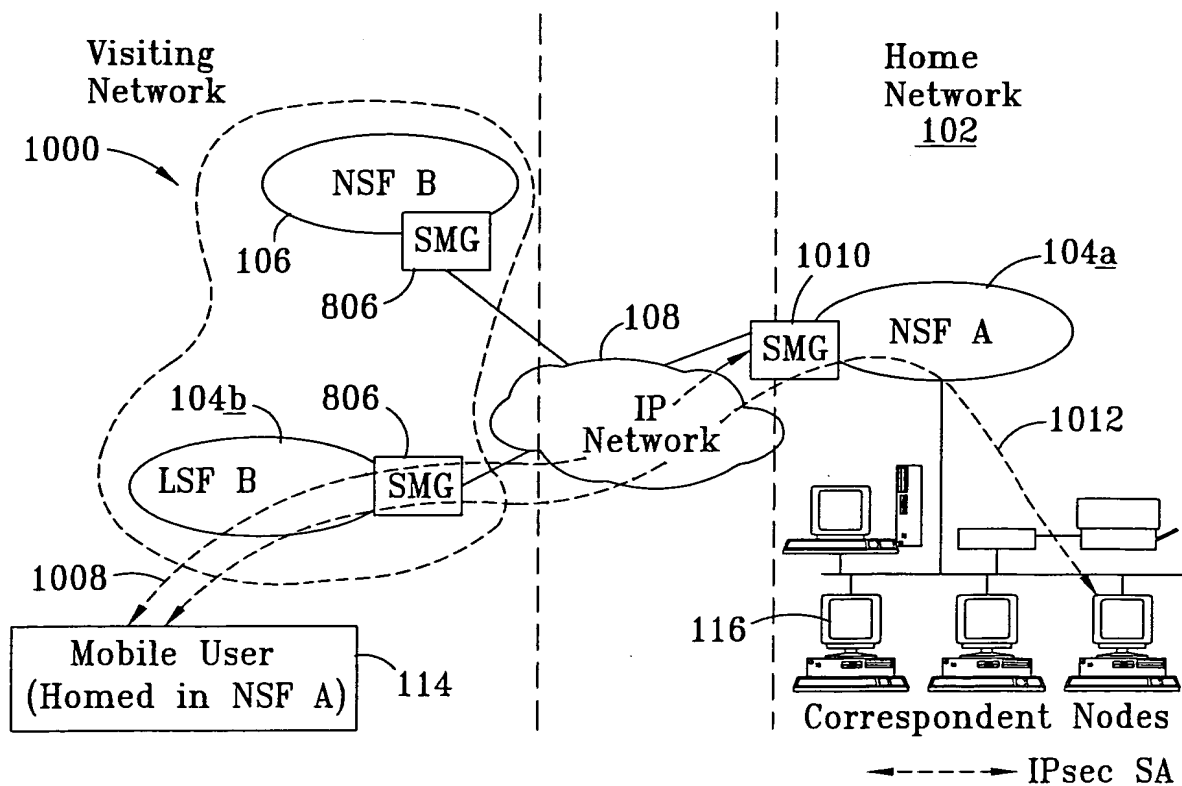 Visiting
Network
Home
Network
102
1000
NSF B
SMG
106
806
1010
104a
SMG
NSF A
108
IP
Network
104b
806
LSF B
SMG
1012
1008
116
Mobile User
(Homed in NSF A)
114
Correspondent Nodes
IPsec SA